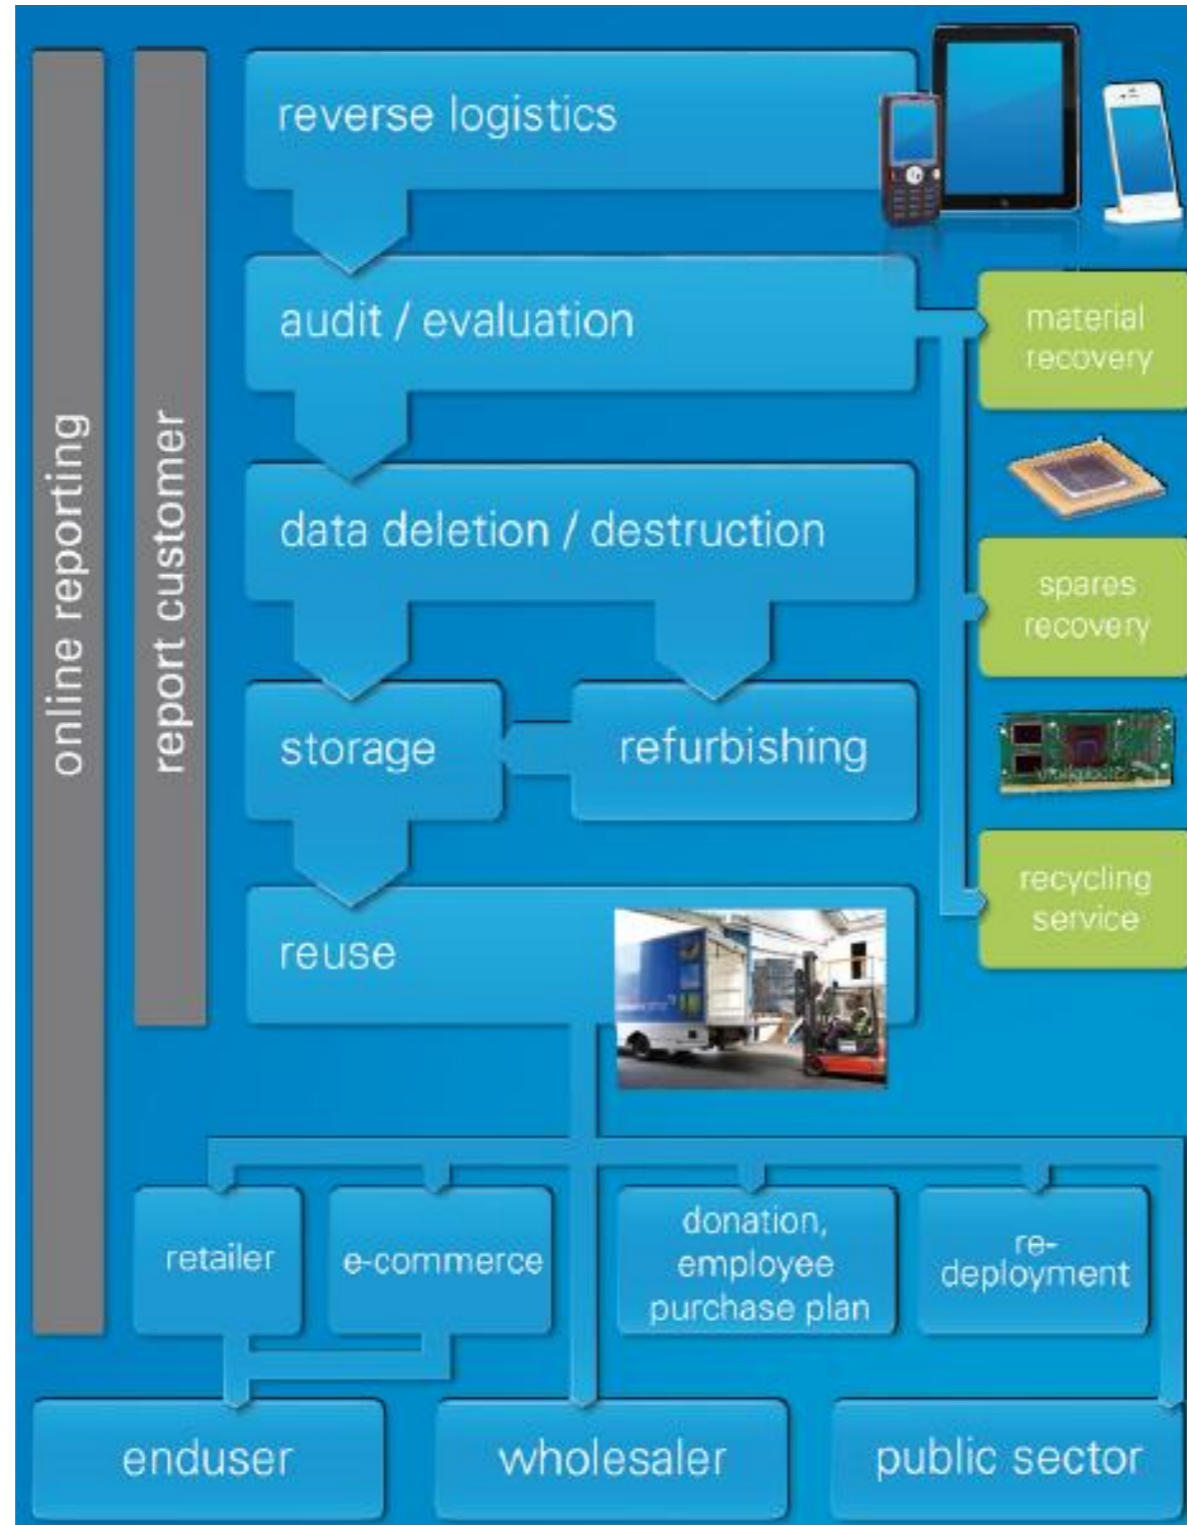 online reporting
report customer
reverse logistics
audit / evaluation
material
recovery
data deletion / destruction
spares
recovery
storage
refurbishing
recycling
service
reuse
retailer
e-commerce
donation,
employee
purchase plan
re-
deployment
enduser
wholesaler
public sector